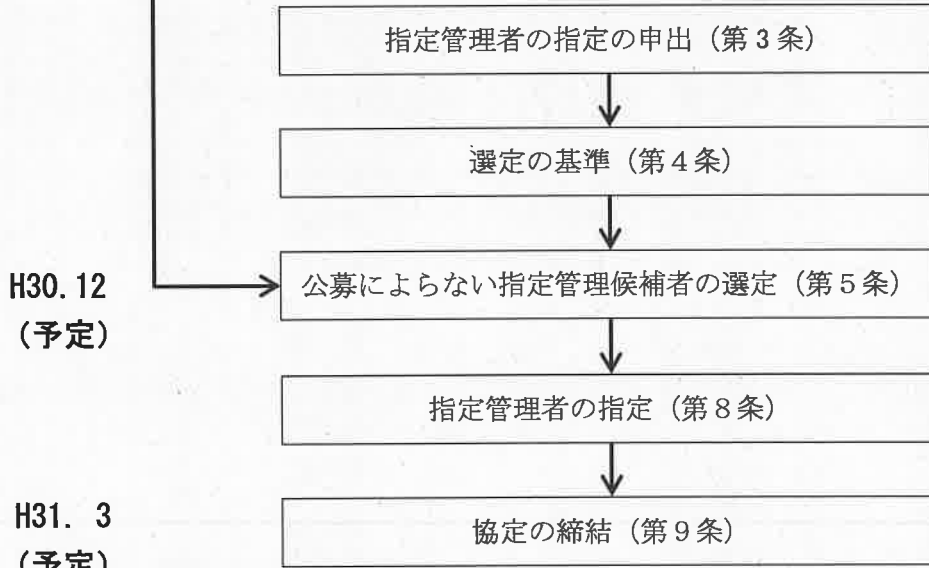 指定管理者の指定の申出（第3条）
選定の基準（第4条）
H30.12
（予定）
公募によらない指定管理候補者の選定（第5条）
指定管理者の指定（第8条）
H31. 3
（予定）
協定の締結（第9条）